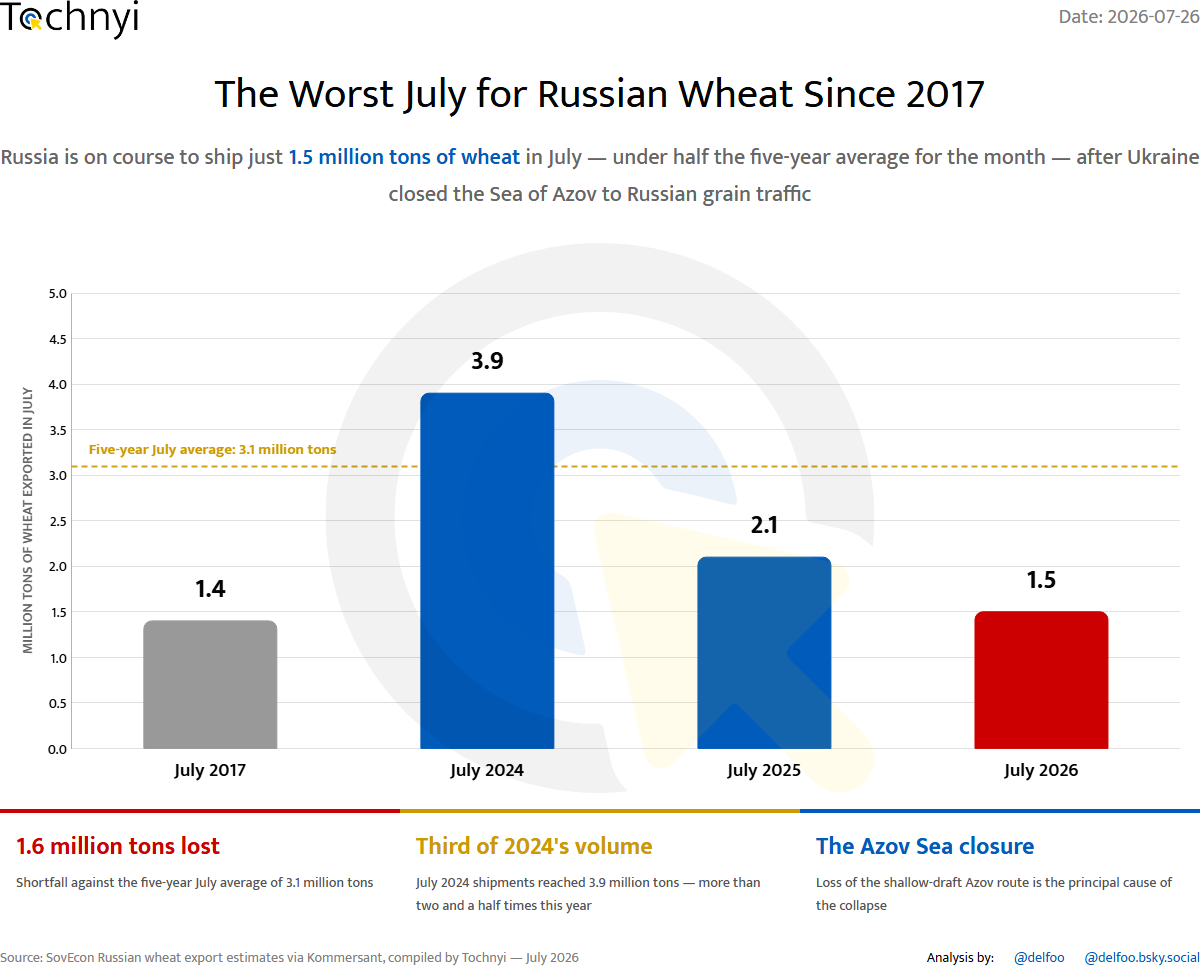 Tochnyi
Date: 2026-07-26
The Worst July for Russian Wheat Since 2017
Russia is on course to ship just 1.5 million tons of wheat in July — under half the five-year average for the month — after Ukraine
closed the Sea of Azov to Russian grain traffic
MILLION TONS OF WHEAT EXPORTED IN JULY
5.0
4.5
4.0
3.5
3.0
2.5
2.0
1.5
1.0
0.5
0.0
Five-year July average: 3.1 million tons
1.4
3.9
2.1
1.5
July 2017
July 2024
July 2025
July 2026
1.6 million tons lost
Shortfall against the five-year July average of 3.1 million tons
Third of 2024's volume
July 2024 shipments reached 3.9 million tons — more than
two and a half times this year
The Azov Sea closure
Loss of the shallow-draft Azov route is the principal cause of
the collapse
Source: SovEcon Russian wheat export estimates via Kommersant, compiled by Tochnyi — July 2026
Analysis by: @delfoo @delfoo.bsky.social